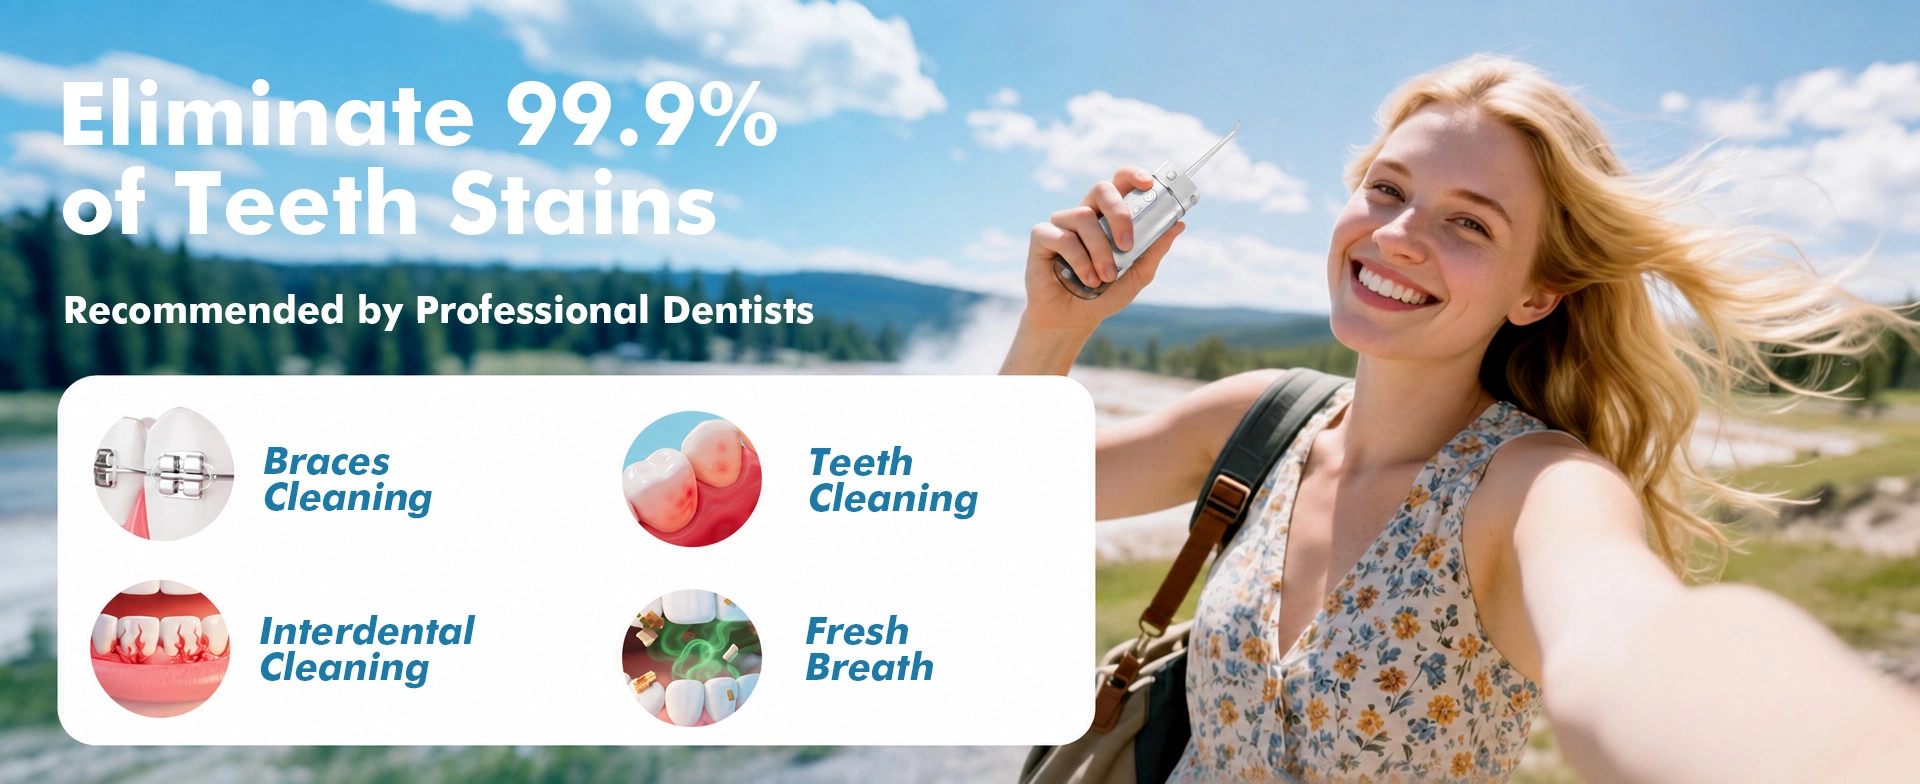 Eliminate 99.9%
of Teeth Stains
Recommended by Professional Dentists
Braces
Cleaning
Teeth
Cleaning
Interdental
Cleaning
Fresh
Breath